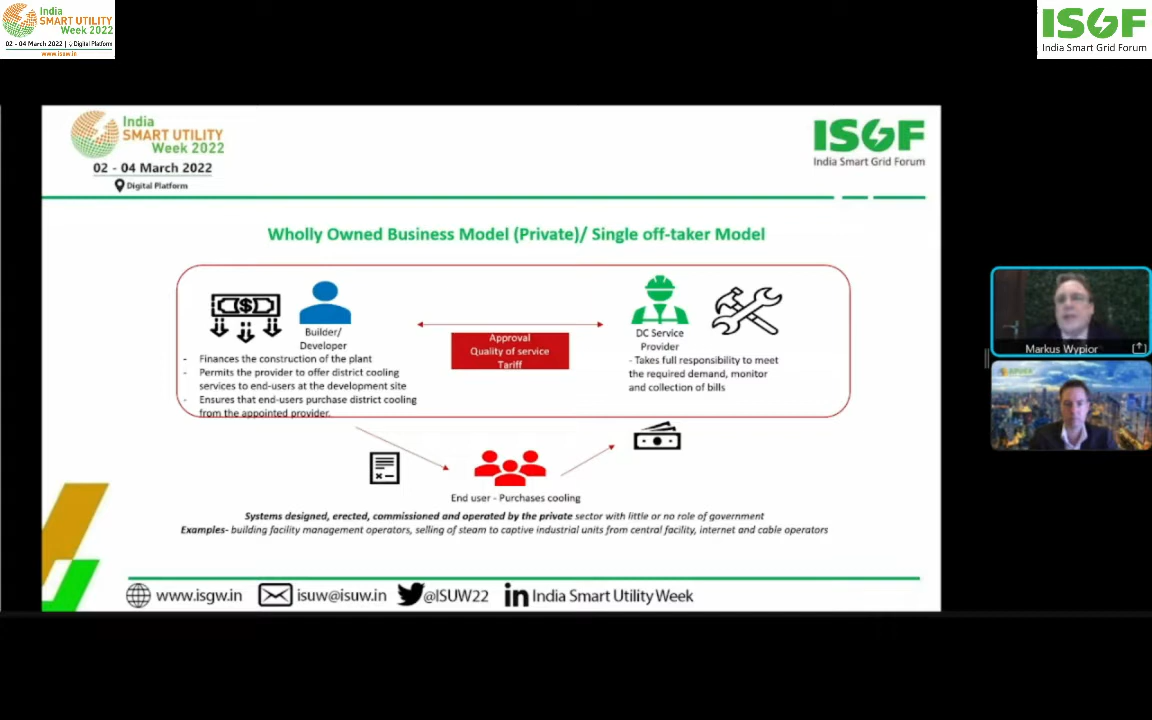 India
SMART UTILITY
Week 2022
02 - 04 March 2022 | Digital Platform
www.isuw.in
ISGF
India Smart Grid Forum
India
SMART UTILITY
Week 2022
02 - 04 March 2022
Digital Platform
ISGF
India Smart Grid Forum
Wholly Owned Business Model (Private)/ Single off-taker Model
Builder/
Developer
- Finances the construction of the plant
- Permits the provider to offer district cooling
services to end-users at the development site
- Ensures that end-users purchase district cooling
from the appointed provider.
Approval
Quality of service
Tariff
DC Service
Provider
- Takes full responsibility to meet
the required demand, monitor
and collection of bills
End user - Purchases cooling
Systems designed, erected, commissioned and operated by the private sector with little or no role of government
Examples- building facility management operators, selling of steam to captive industrial units from central facility, internet and cable operators
www.isgw.in isuw@isuw.in @ISUW22 in India Smart Utility Week
Markus Wypior